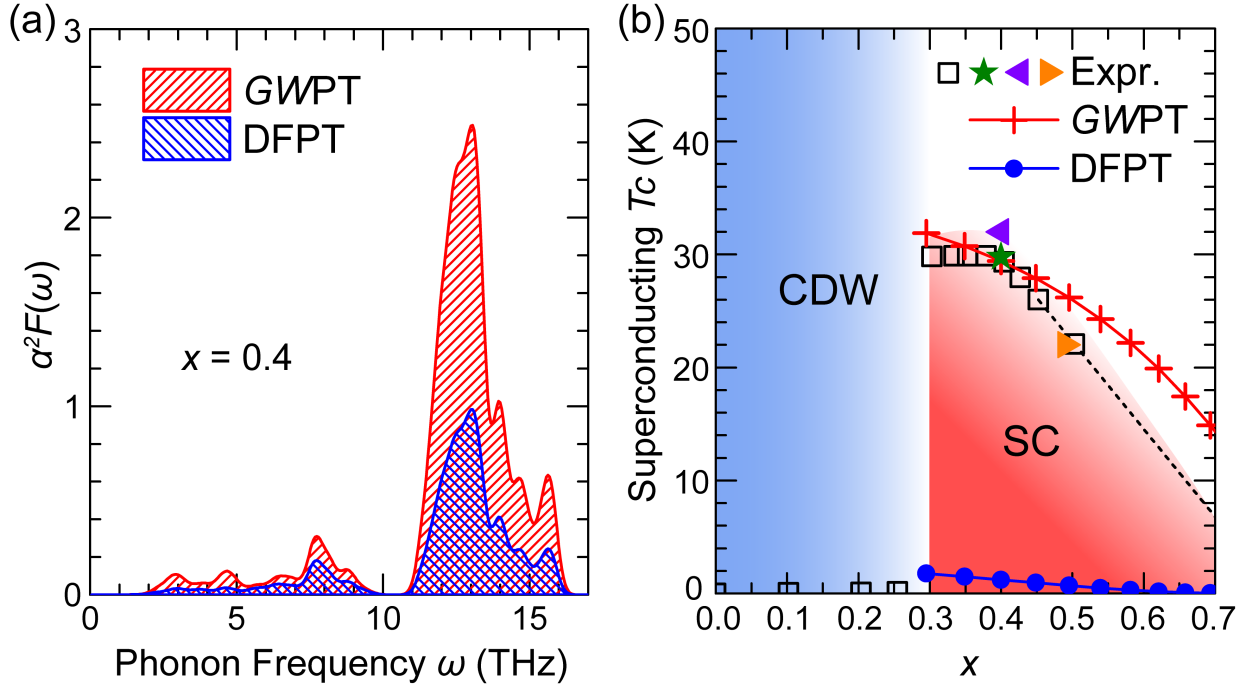 (a)
3
2
1
0
α²F(ω)
GWPT
DFPT
x = 0.4
0 5 10 15
Phonon Frequency ω (THz)
(b)
50
40
30
20
10
0
Superconducting Tc (K)
Expr.
GWPT
DFPT
CDW
SC
0.0 0.1 0.2 0.3 0.4 0.5 0.6 0.7
x